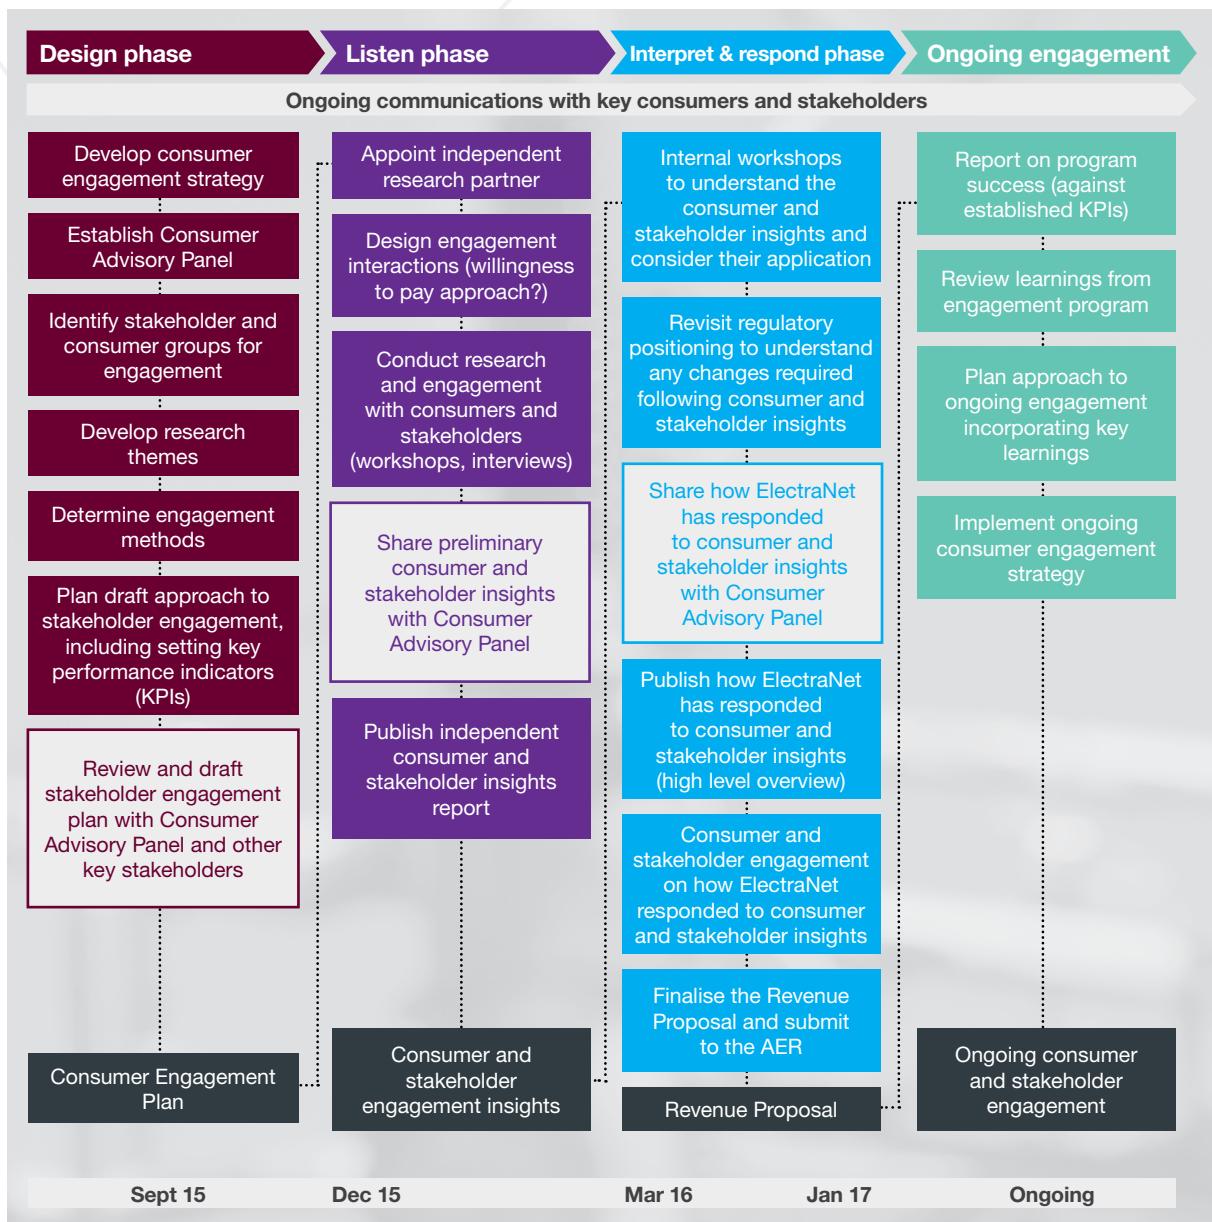 Design phase
Listen phase
Interpret & respond phase
Ongoing engagement
Ongoing communications with key consumers and stakeholders
Develop consumer
engagement strategy
Establish Consumer
Advisory Panel
Identify stakeholder and
consumer groups for
engagement
Develop research
themes
Determine engagement
methods
Plan draft approach to
stakeholder engagement,
including setting key
performance indicators
(KPIs)
Review and draft
stakeholder engagement
plan with Consumer
Advisory Panel and other
key stakeholders
Consumer Engagement
Plan
Appoint independent
research partner
Design engagement
interactions (willingness
to pay approach?)
Conduct research
and engagement
with consumers and
stakeholders
(workshops, interviews)
Share preliminary
consumer and
stakeholder insights
with Consumer
Advisory Panel
Publish independent
consumer and
stakeholder insights
report
Consumer and
stakeholder
engagement insights
Internal workshops
to understand the
consumer and
stakeholder insights and
consider their application
Revisit regulatory
positioning to understand
any changes required
following consumer and
stakeholder insights
Share how ElectraNet
has responded
to consumer and
stakeholder insights
with Consumer
Advisory Panel
Publish how ElectraNet
has responded
to consumer and
stakeholder insights
(high level overview)
Consumer and
stakeholder engagement
on how ElectraNet
responded to consumer
and stakeholder insights
Finalise the Revenue
Proposal and submit
to the AER
Revenue Proposal
Report on program
success (against
established KPIs)
Review learnings from
engagement program
Plan approach to
ongoing engagement
incorporating key
learnings
Implement ongoing
consumer engagement
strategy
Ongoing consumer
and stakeholder
engagement
Sept 15
Dec 15
Mar 16
Jan 17
Ongoing